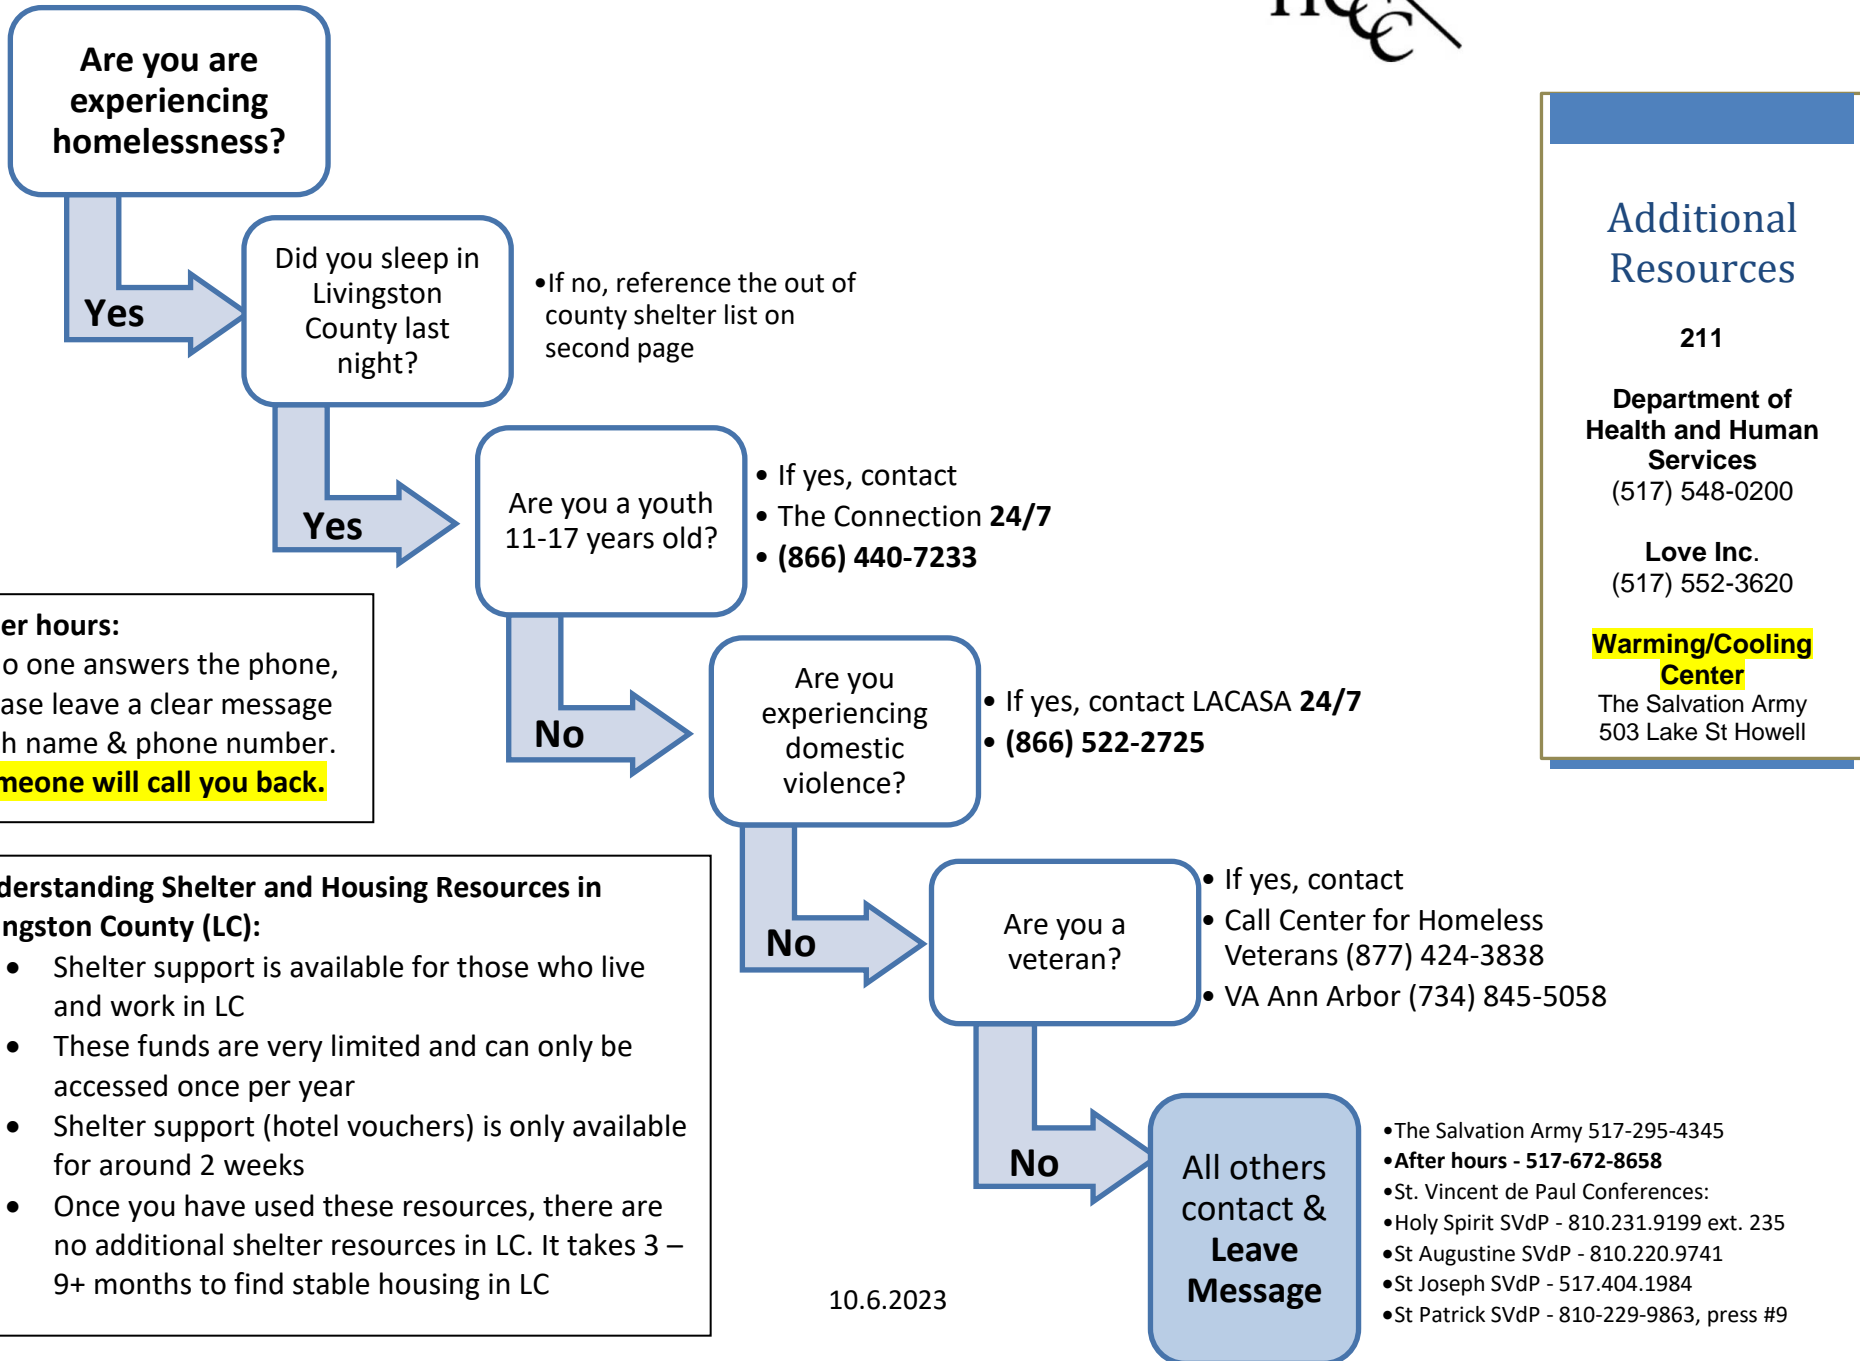 HCCC
Are you are
experiencing
homelessness?
Yes
Did you sleep in
Livingston
County last
night?
•If no, reference the out of
county shelter list on
second page
Yes
Are you a youth
11-17 years old?
• If yes, contact
• The Connection 24/7
• (866) 440-7233
No
Are you
experiencing
domestic
violence?
• If yes, contact LACASA 24/7
• (866) 522-2725
No
Are you a
veteran?
• If yes, contact
• Call Center for Homeless
Veterans (877) 424-3838
• VA Ann Arbor (734) 845-5058
No
All others
contact &
Leave
Message
•The Salvation Army 517-295-4345
•After hours - 517-672-8658
•St. Vincent de Paul Conferences:
•Holy Spirit SVdP - 810.231.9199 ext. 235
•St Augustine SVdP - 810.220.9741
•St Joseph SVdP - 517.404.1984
•St Patrick SVdP - 810-229-9863, press #9
er hours:
o one answers the phone,
ase leave a clear message
h name & phone number.
meone will call you back.
derstanding Shelter and Housing Resources in
ngston County (LC):
• Shelter support is available for those who live
and work in LC
• These funds are very limited and can only be
accessed once per year
• Shelter support (hotel vouchers) is only available
for around 2 weeks
• Once you have used these resources, there are
no additional shelter resources in LC. It takes 3 –
9+ months to find stable housing in LC
10.6.2023
Additional
Resources
211
Department of
Health and Human
Services
(517) 548-0200
Love Inc.
(517) 552-3620
Warming/Cooling
Center
The Salvation Army
503 Lake St Howell